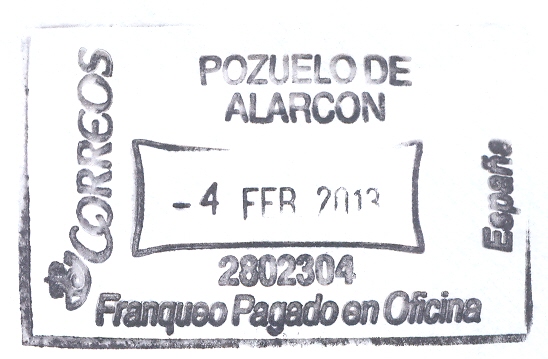 CORREOS
POZUELO DE
ALARCON
-4 FEB 2013
España
2802304
Franqueo Pagado en Oficina